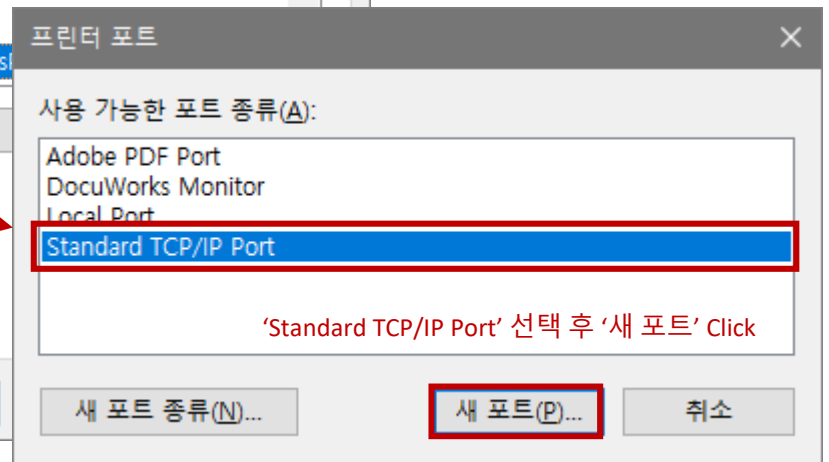 프린터 포트
사용 가능한 포트 종류(A):
Adobe PDF Port
DocuWorks Monitor
Local Port
Standard TCP/IP Port
‘Standard TCP/IP Port’ 선택 후 ‘새 포트’ Click
새 포트 종류(N)...
새 포트(P)...
취소